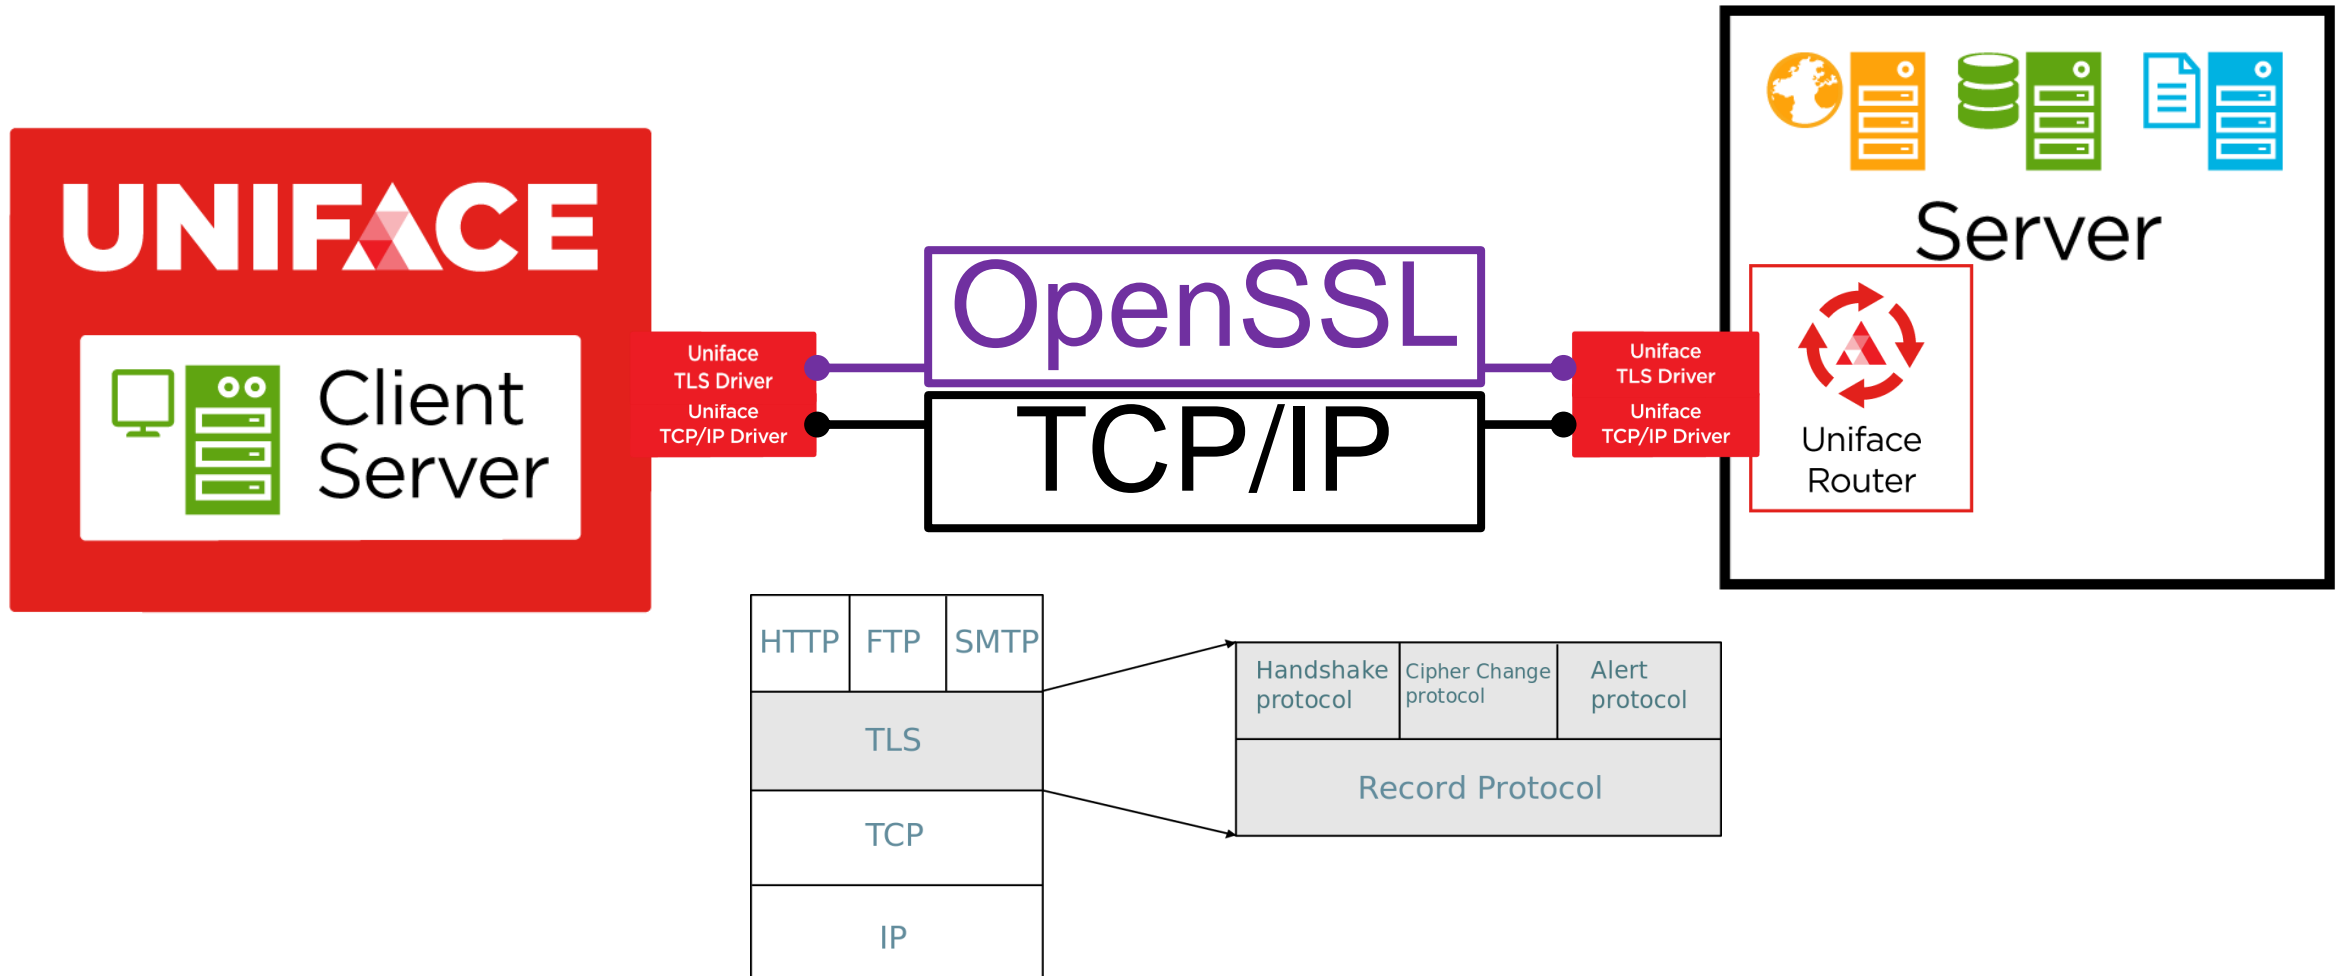 UNIFACE
Client
Server
Uniface
TLS Driver
Uniface
TCP/IP Driver
OpenSSL
TCP/IP
Uniface
TLS Driver
Uniface
TCP/IP Driver
Server
Uniface
Router
HTTP FTP SMTP
TLS
TCP
IP
Handshake
protocol
Cipher Change
protocol
Alert
protocol
Record Protocol